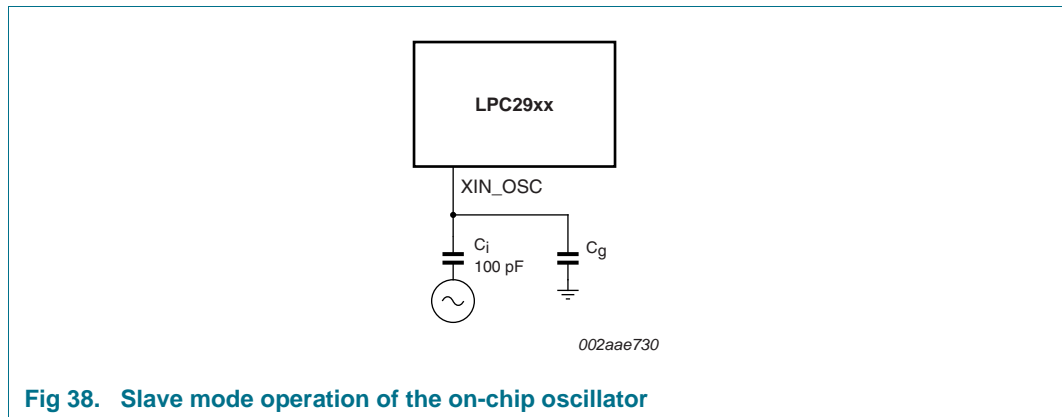 LPC29xx
XIN_OSC
Ci
100 pF
Cg
002aae730
Fig 38. Slave mode operation of the on-chip oscillator